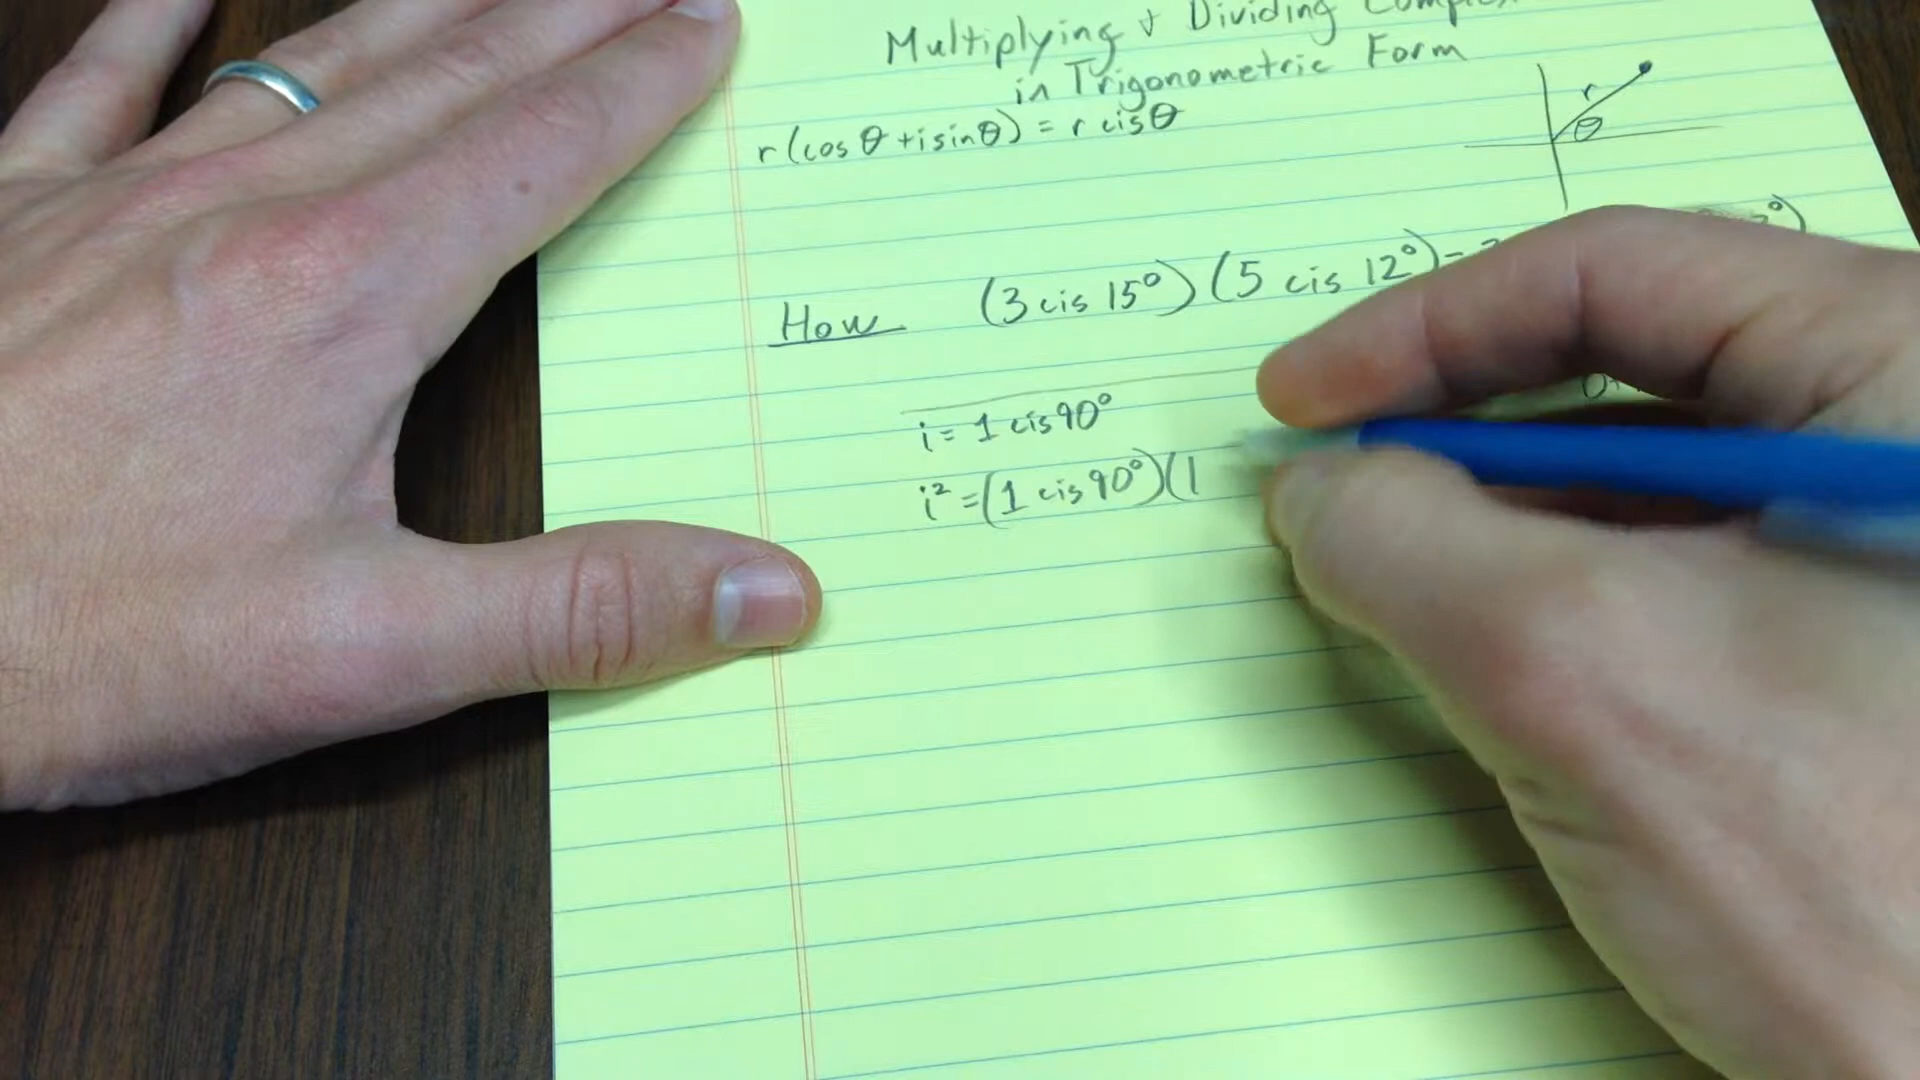 Multiplying & Dividing
in Trigonometric Form
r(cos θ + i sin θ) = r cis θ
r
θ
How (3 cis 15°)(5 cis 12°) =
i = 1 cis 90°
i² = (1 cis 90°)(1